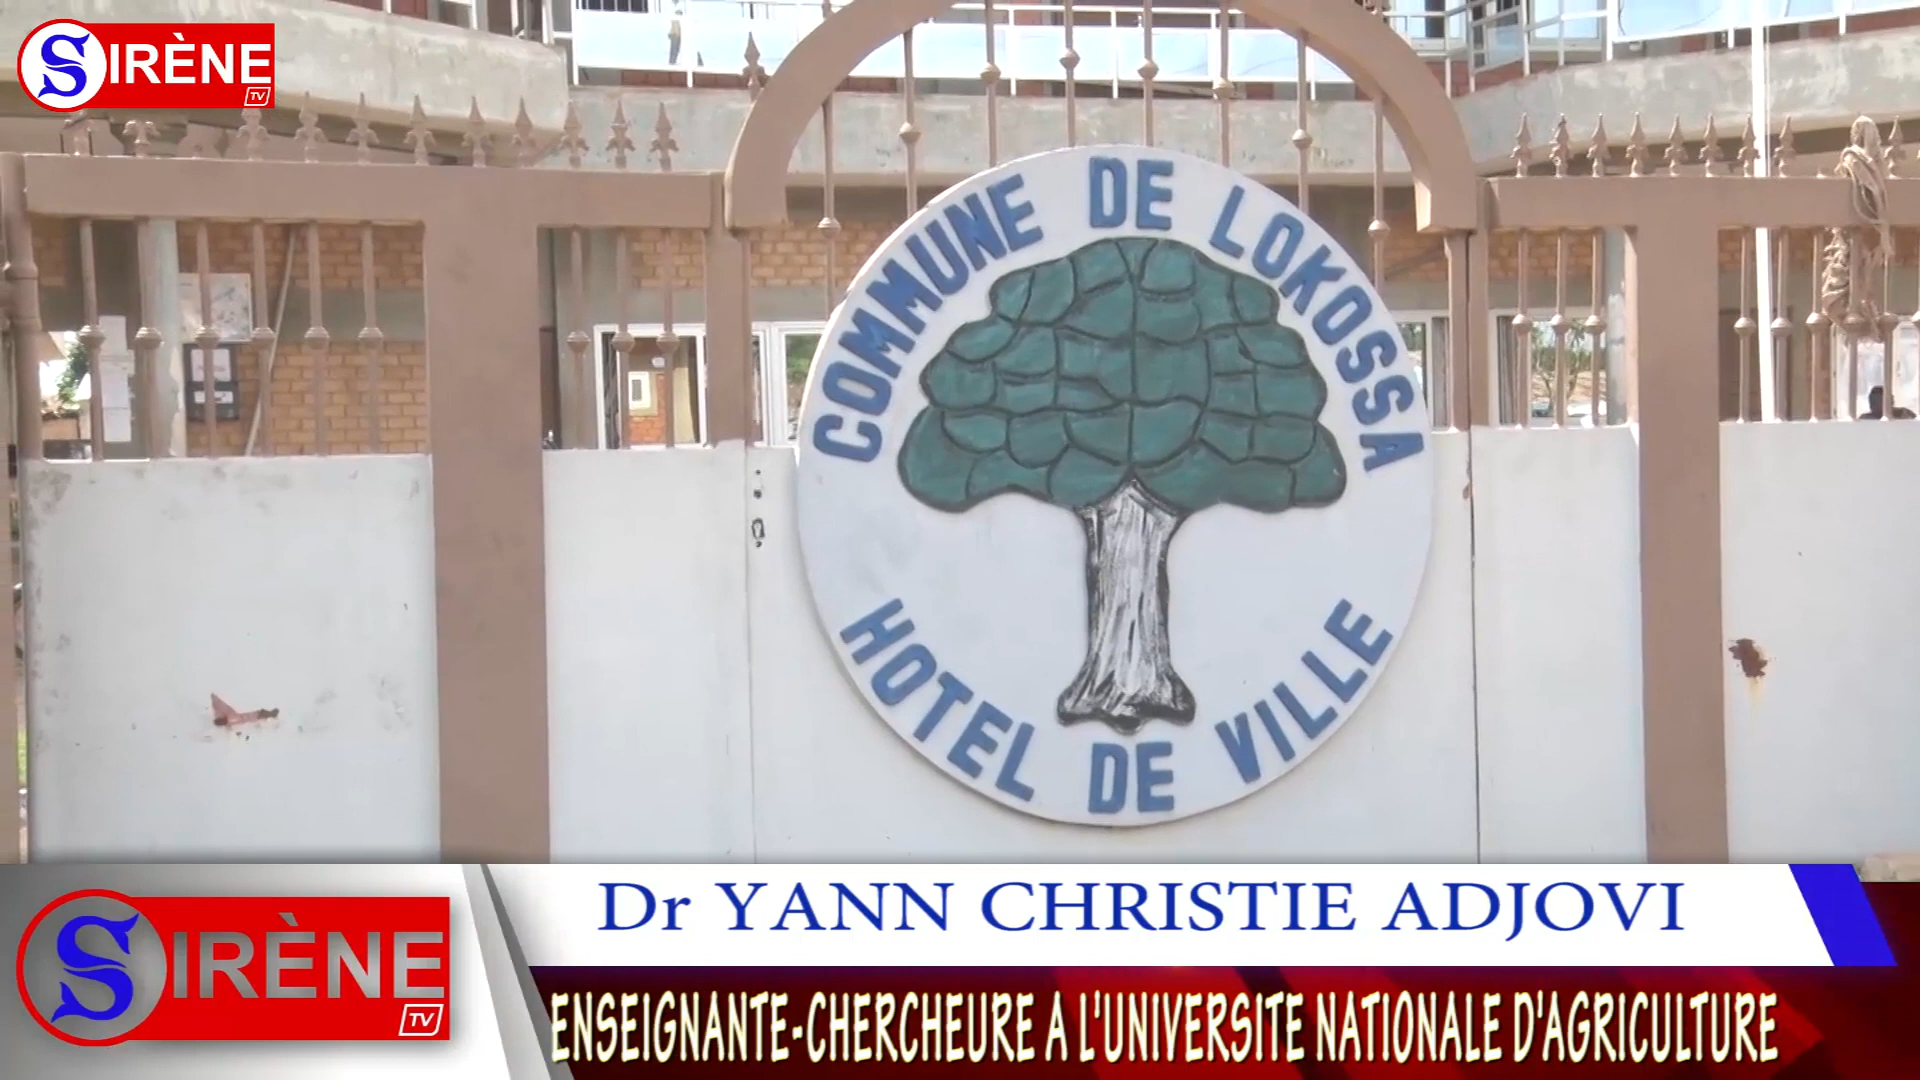 SIRÈNE
TV
COMMUNE DE LOKOSSA
HOTEL DE VILLE
SIRÈNE
TV
Dr YANN CHRISTIE ADJOVI
ENSEIGNANTE-CHERCHEURE A L'UNIVERSITE NATIONALE D'AGRICULTURE